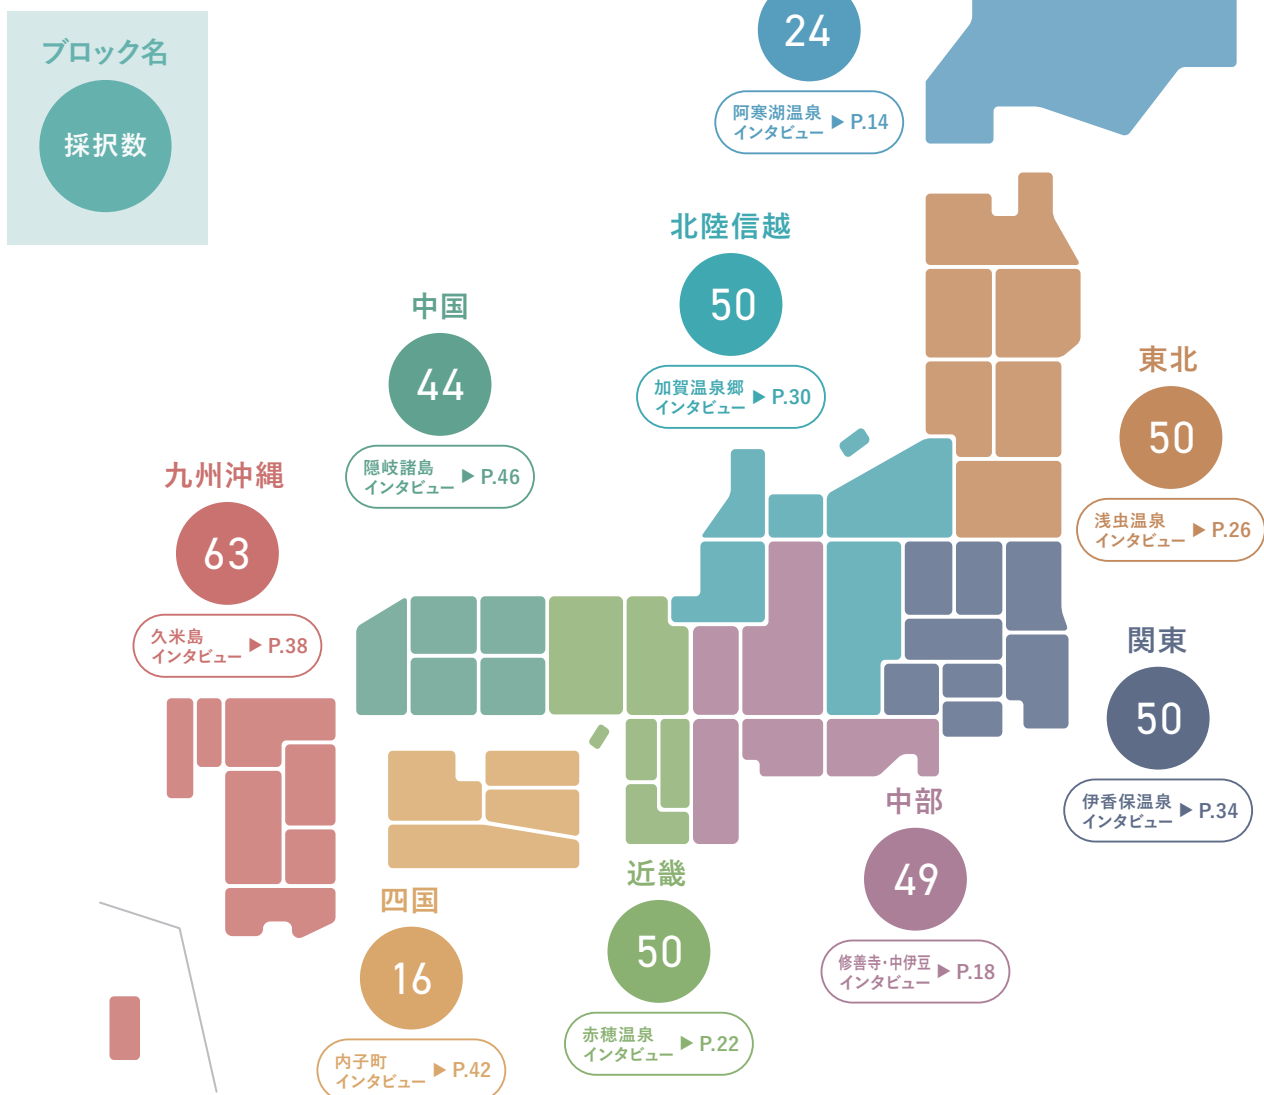 ブロック名
採択数
24
阿寒湖温泉
インタビュー ▶ P.14
北陸信越
50
加賀温泉郷
インタビュー ▶ P.30
中国
44
隠岐諸島
インタビュー ▶ P.46
東北
50
浅虫温泉
インタビュー ▶ P.26
九州沖縄
63
久米島
インタビュー ▶ P.38
関東
50
伊香保温泉
インタビュー ▶ P.34
中部
49
修善寺・中伊豆
インタビュー ▶ P.18
近畿
50
赤穂温泉
インタビュー ▶ P.22
四国
16
内子町
インタビュー ▶ P.42